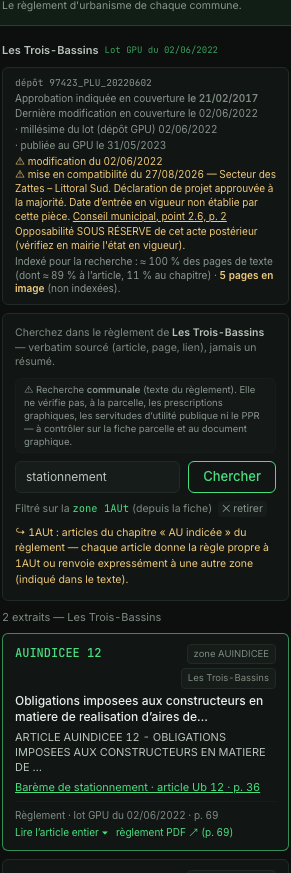 Le règlement d'urbanisme de chaque commune.
Les Trois-Bassins Lot GPU du 02/06/2022
dépôt 97423_PLU_20220602
Approbation indiquée en couverture le 21/02/2017
Dernière modification en couverture le 02/06/2022
· millésime du lot (dépôt GPU) 02/06/2022
· publiée au GPU le 31/05/2023
⚠ modification du 02/06/2022
⚠ mise en compatibilité du 27/08/2026 — Secteur des
Zattes – Littoral Sud. Déclaration de projet approuvée à
la majorité. Date d'entrée en vigueur non établie par
cette pièce. Conseil municipal, point 2.6, p. 2
Opposabilité SOUS RÉSERVE de cet acte postérieur
(vérifiez en mairie l'état en vigueur).
Indexé pour la recherche : ≈ 100 % des pages de texte
(dont ≈ 89 % à l'article, 11 % au chapitre) · 5 pages en
image (non indexées).
Cherchez dans le règlement de Les Trois-Bassins
— verbatim sourcé (article, page, lien), jamais un
résumé.
⚠ Recherche communale (texte du règlement). Elle
ne vérifie pas, à la parcelle, les prescriptions
graphiques, les servitudes d'utilité publique ni le PPR
— à contrôler sur la fiche parcelle et au document
graphique.
stationnement Chercher
Filtré sur la zone 1AUt (depuis la fiche) ✕ retirer
↪ 1AUt : articles du chapitre « AU indicée » du
règlement — chaque article donne la règle propre à
1AUt ou renvoie expressément à une autre zone
(indiqué dans le texte).
2 extraits — Les Trois-Bassins
AUINDICEE 12 zone AUINDICEE
Les Trois-Bassins
Obligations imposees aux constructeurs en
matiere de realisation d'aires de...
ARTICLE AUINDICEE 12 - OBLIGATIONS
IMPOSEES AUX CONSTRUCTEURS EN MATIERE
DE ...
Barème de stationnement · article Ub 12 · p. 36
Règlement · lot GPU du 02/06/2022 · p. 69
Lire l'article entier ▾ règlement PDF ↗ (p. 69)